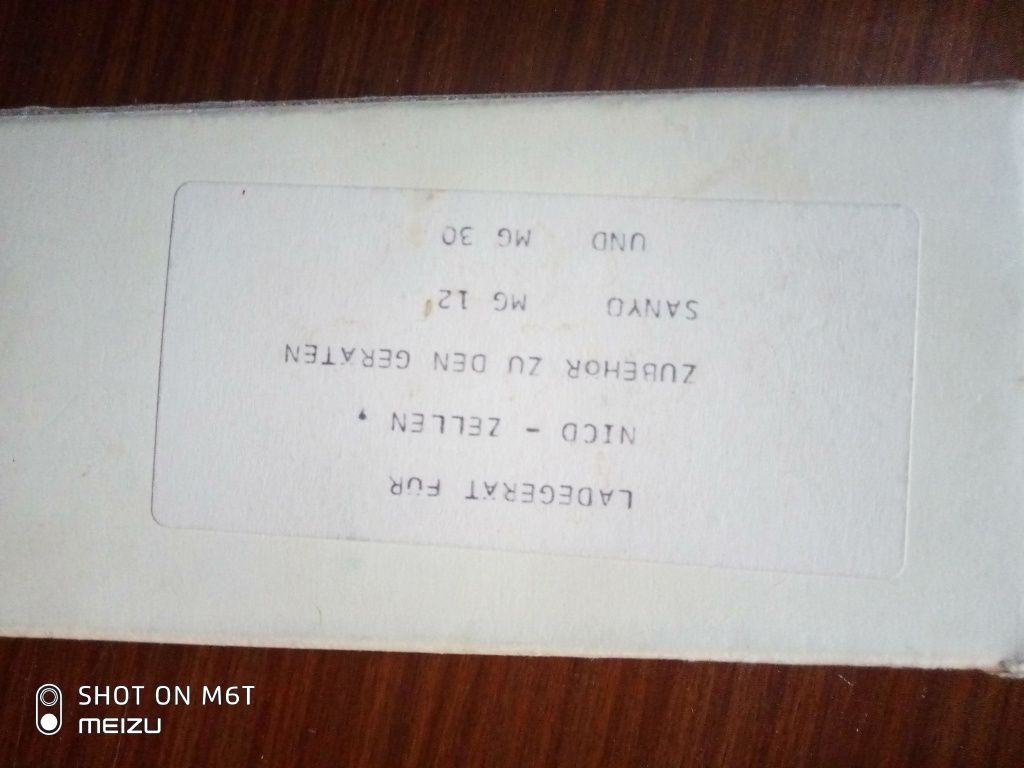 LADEGERÄT FÜR
NICD - ZELLEN,
ZUBEHÖR ZU DEN GERÄTEN
SANYO MG 12
UND MG 30
SHOT ON M6T
MEIZU